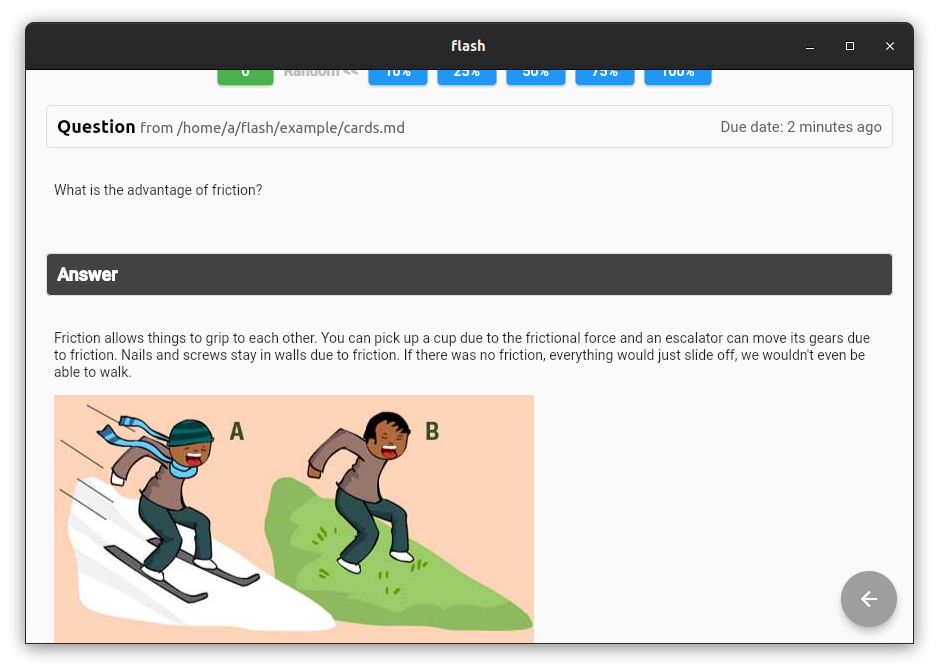 flash
0 Random << 10% 25% 50% 75% 100%
Question from /home/a/flash/example/cards.md Due date: 2 minutes ago
What is the advantage of friction?
Answer
Friction allows things to grip to each other. You can pick up a cup due to the frictional force and an escalator can move its gears due
to friction. Nails and screws stay in walls due to friction. If there was no friction, everything would just slide off, we wouldn't even be
able to walk.
A B